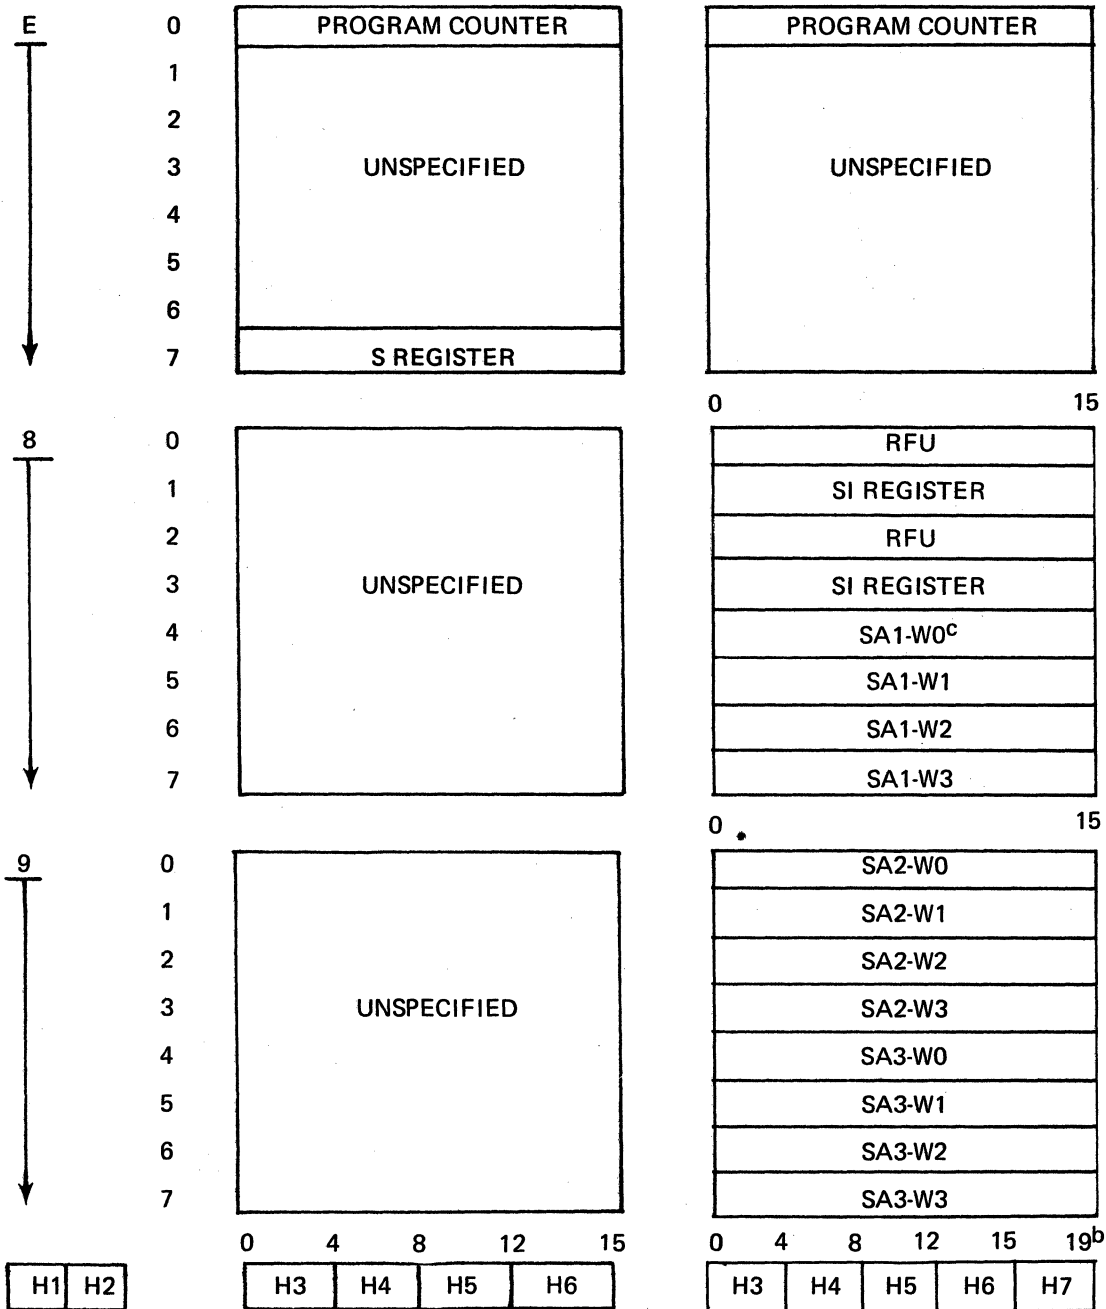 E 0 PROGRAM COUNTER PROGRAM COUNTER
1
2
3 UNSPECIFIED UNSPECIFIED
4
5
6
7 S REGISTER
0 15
8 0 RFU
1 SI REGISTER
2 RFU
3 UNSPECIFIED SI REGISTER
4 SA1-W0c
5 SA1-W1
6 SA1-W2
7 SA1-W3
0 15
9 0 SA2-W0
1 SA2-W1
2 SA2-W2
3 UNSPECIFIED SA2-W3
4 SA3-W0
5 SA3-W1
6 SA3-W2
7 SA3-W3
0 4 8 12 15 0 4 8 12 15 19b
H1 H2 H3 H4 H5 H6 H3 H4 H5 H6 H7